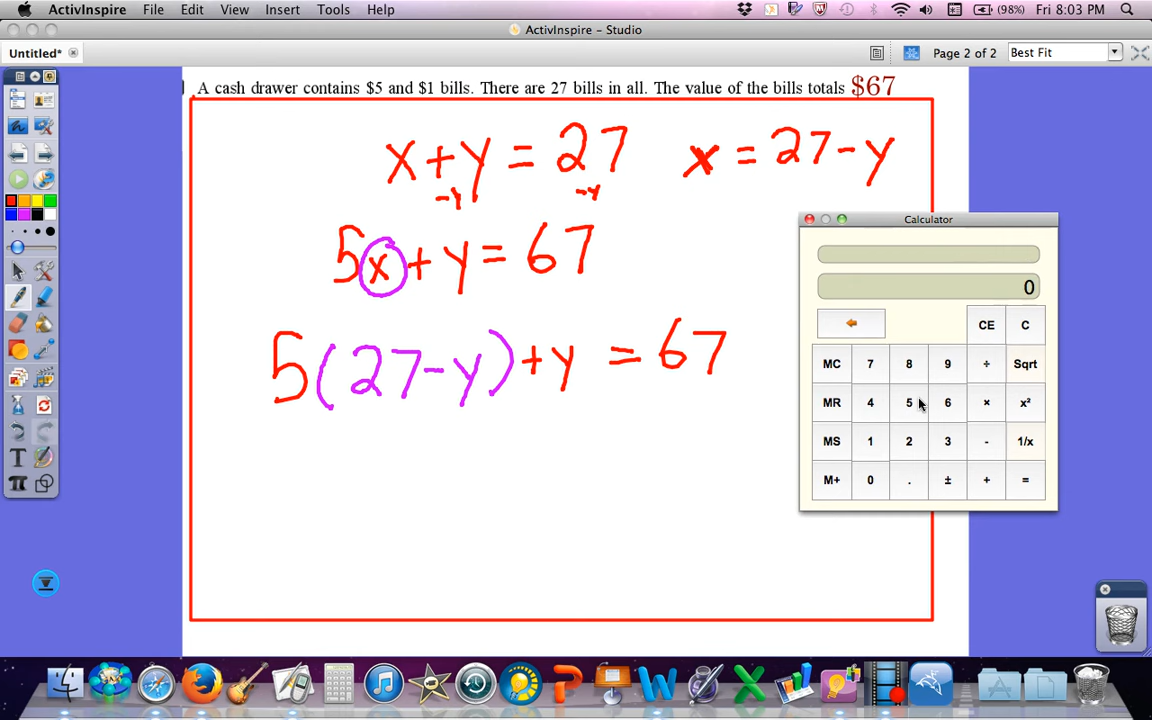 ActivInspire File Edit View Insert Tools Help (98%) Fri 8:03 PM
ActivInspire – Studio
Untitled* Page 2 of 2 Best Fit
A cash drawer contains $5 and $1 bills. There are 27 bills in all. The value of the bills totals $67
x + y = 27 x = 27 - y
-y -y
5x + y = 67
5(27 - y) + y = 67
Calculator
0
CE C
MC 7 8 9 ÷ Sqrt
MR 4 5 6 × x²
MS 1 2 3 - 1/x
M+ 0 . ± + =
T
π